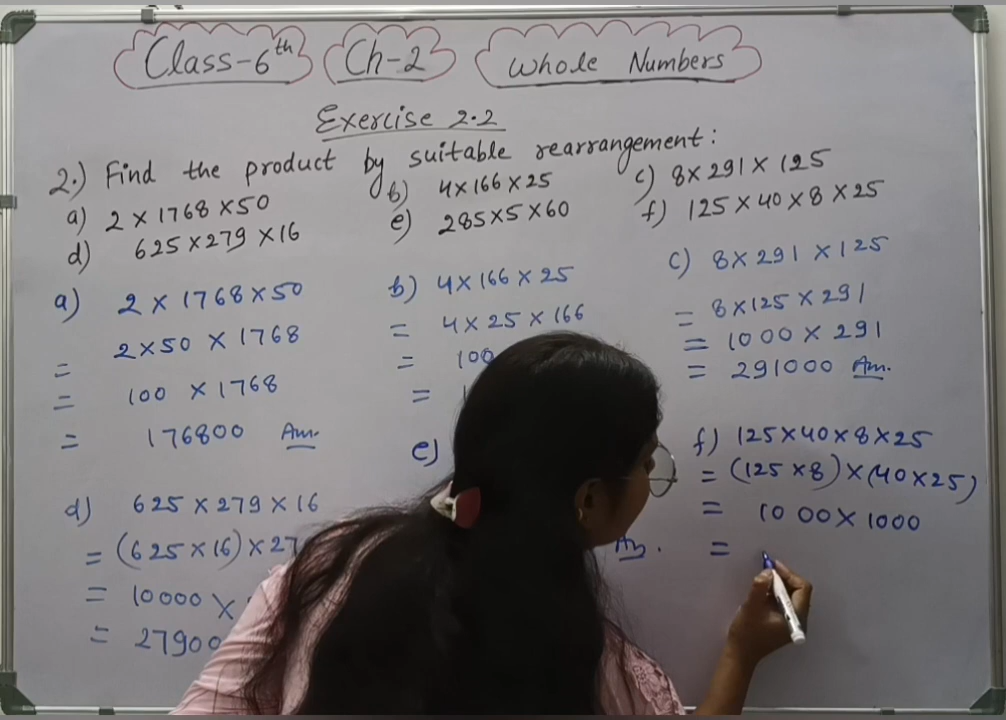 Class-6th Ch-2 Whole Numbers
Exercise 2.2
2.) Find the product by suitable rearrangement:
a) 2 × 1768 × 50 b) 4 × 166 × 25 c) 8 × 291 × 125
d) 625 × 279 × 16 e) 285 × 5 × 60 f) 125 × 40 × 8 × 25
a) 2 × 1768 × 50
= 2 × 50 × 1768
= 100 × 1768
= 176800 Ans.
b) 4 × 166 × 25
= 4 × 25 × 166
= 100
=
c) 8 × 291 × 125
= 8 × 125 × 291
= 1000 × 291
= 291000 Ans.
d) 625 × 279 × 16
= (625 × 16) × 27
= 10000 ×
= 27900
e)
Ans.
f) 125 × 40 × 8 × 25
= (125 × 8) × (40 × 25)
= 1000 × 1000
=